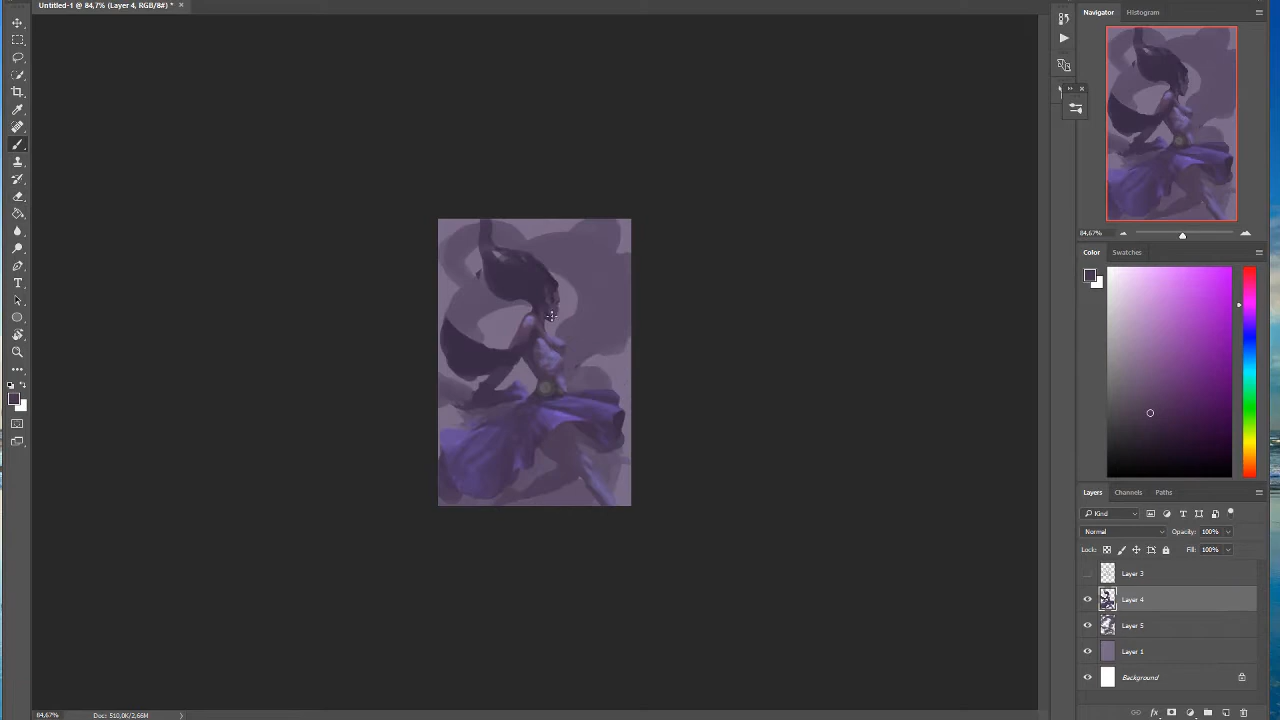 Untitled-1 @ 84,7% (Layer 4, RGB/8#) *
Navigator
Histogram
84,67%
Color
Swatches
Layers
Channels
Paths
Kind
Normal
Opacity: 100%
Lock:
Fill: 100%
Layer 3
Layer 4
Layer 5
Layer 1
Background
84,67%
Doc: 510,0K/2,66M